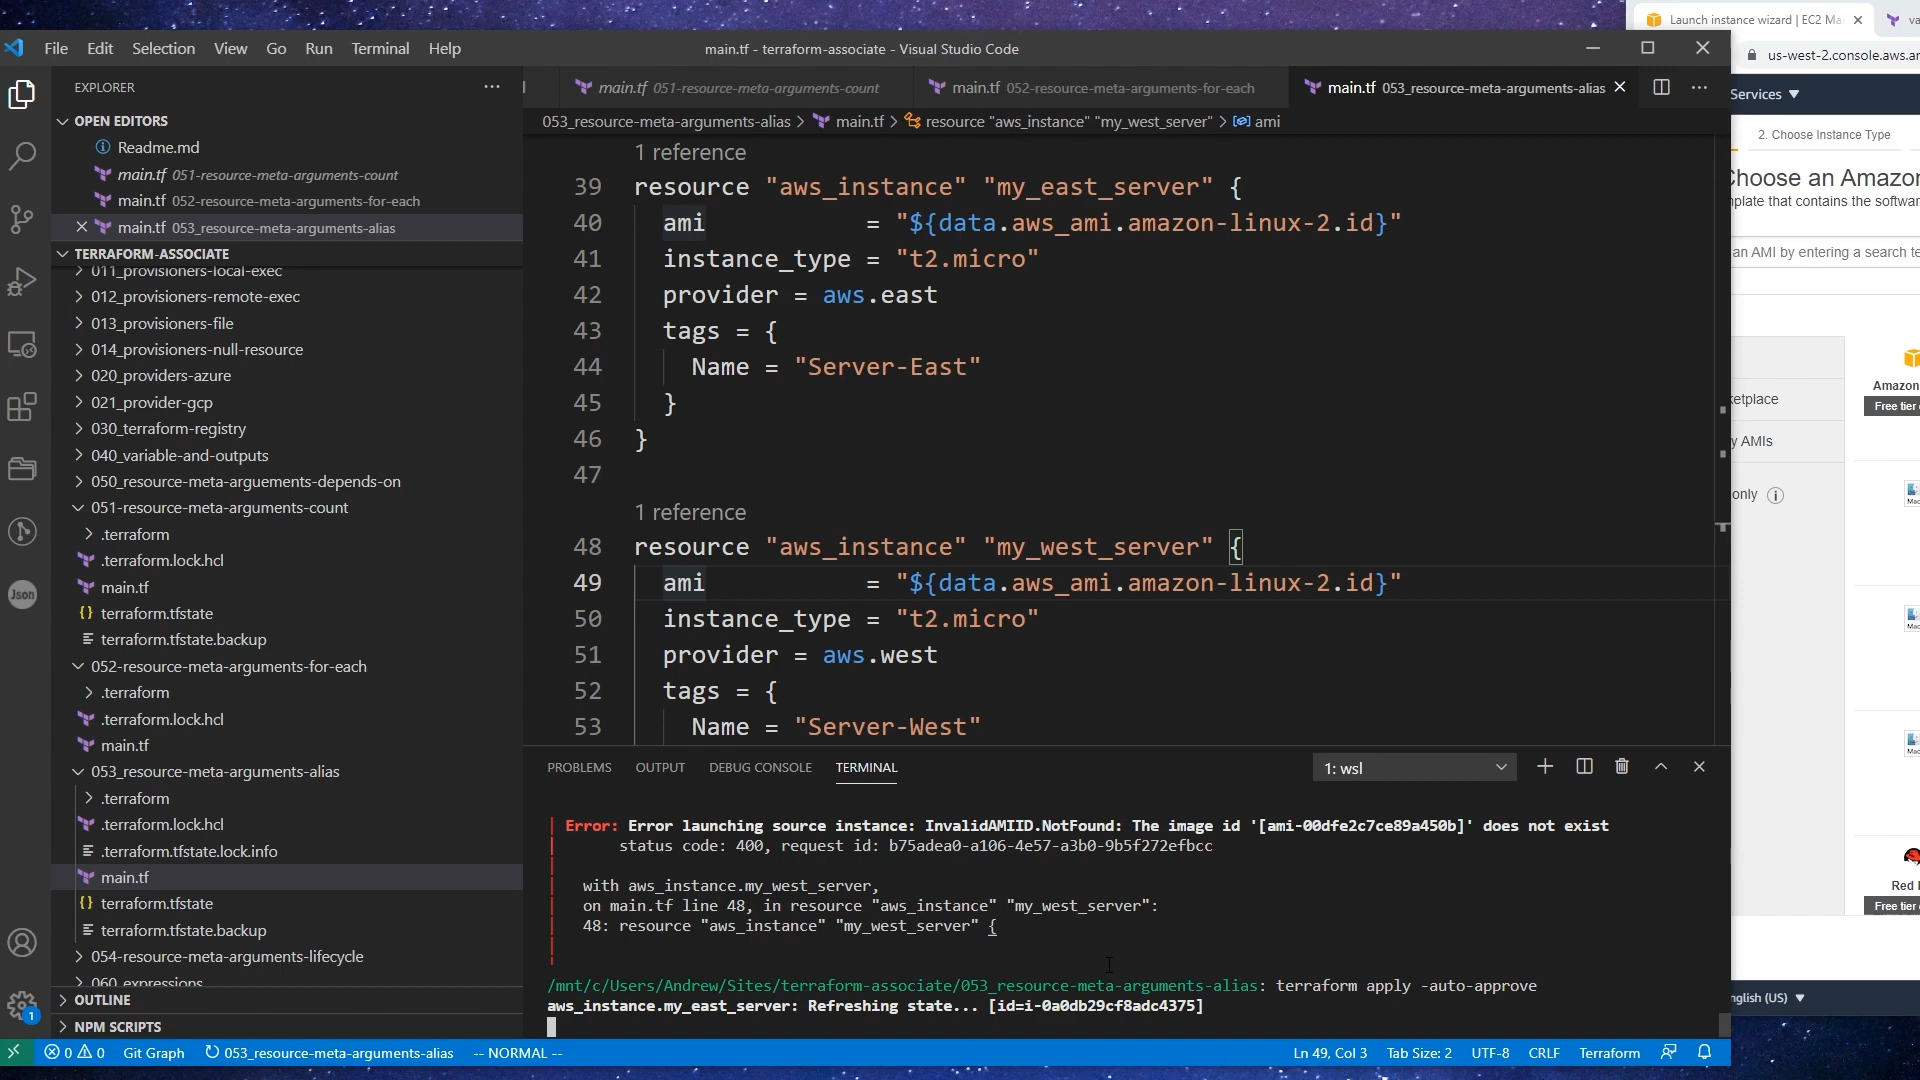 File Edit Selection View Go Run Terminal Help
main.tf - terraform-associate - Visual Studio Code
EXPLORER
OPEN EDITORS
Readme.md
main.tf 051-resource-meta-arguments-count
main.tf 052-resource-meta-arguments-for-each
main.tf 053_resource-meta-arguments-alias
TERRAFORM-ASSOCIATE
011_provisioners-local-exec
012_provisioners-remote-exec
013_provisioners-file
014_provisioners-null-resource
020_providers-azure
021_provider-gcp
030_terraform-registry
040_variable-and-outputs
050_resource-meta-arguements-depends-on
051-resource-meta-arguments-count
.terraform
.terraform.lock.hcl
main.tf
terraform.tfstate
terraform.tfstate.backup
052-resource-meta-arguments-for-each
.terraform
.terraform.lock.hcl
main.tf
053_resource-meta-arguments-alias
.terraform
.terraform.lock.hcl
.terraform.tfstate.lock.info
main.tf
terraform.tfstate
terraform.tfstate.backup
054-resource-meta-arguments-lifecycle
060_expressions
OUTLINE
NPM SCRIPTS
Json
1
main.tf 051-resource-meta-arguments-count
main.tf 052-resource-meta-arguments-for-each
main.tf 053_resource-meta-arguments-alias
053_resource-meta-arguments-alias > main.tf > resource "aws_instance" "my_west_server" > ami
1 reference
39 resource "aws_instance" "my_east_server" {
40 ami = "${data.aws_ami.amazon-linux-2.id}"
41 instance_type = "t2.micro"
42 provider = aws.east
43 tags = {
44 Name = "Server-East"
45 }
46 }
47
1 reference
48 resource "aws_instance" "my_west_server" {
49 ami = "${data.aws_ami.amazon-linux-2.id}"
50 instance_type = "t2.micro"
51 provider = aws.west
52 tags = {
53 Name = "Server-West"
PROBLEMS OUTPUT DEBUG CONSOLE TERMINAL
1: wsl
Error: Error launching source instance: InvalidAMIID.NotFound: The image id '[ami-00dfe2c7ce89a450b]' does not exist
status code: 400, request id: b75adea0-a106-4e57-a3b0-9b5f272efbcc
with aws_instance.my_west_server,
on main.tf line 48, in resource "aws_instance" "my_west_server":
48: resource "aws_instance" "my_west_server" {
/mnt/c/Users/Andrew/Sites/terraform-associate/053_resource-meta-arguments-alias: terraform apply -auto-approve
aws_instance.my_east_server: Refreshing state... [id=i-0a0db29cf8adc4375]
0 0 Git Graph 053_resource-meta-arguments-alias -- NORMAL --
Ln 49, Col 3 Tab Size: 2 UTF-8 CRLF Terraform
Launch instance wizard | EC2 Ma
us-west-2.console.aws.am
Services
2. Choose Instance Type
Choose an Amazon
that contains the softwar
an AMI by entering a search te
Amazon
Free tier
AMIs
only
Red
Free tier
(US)